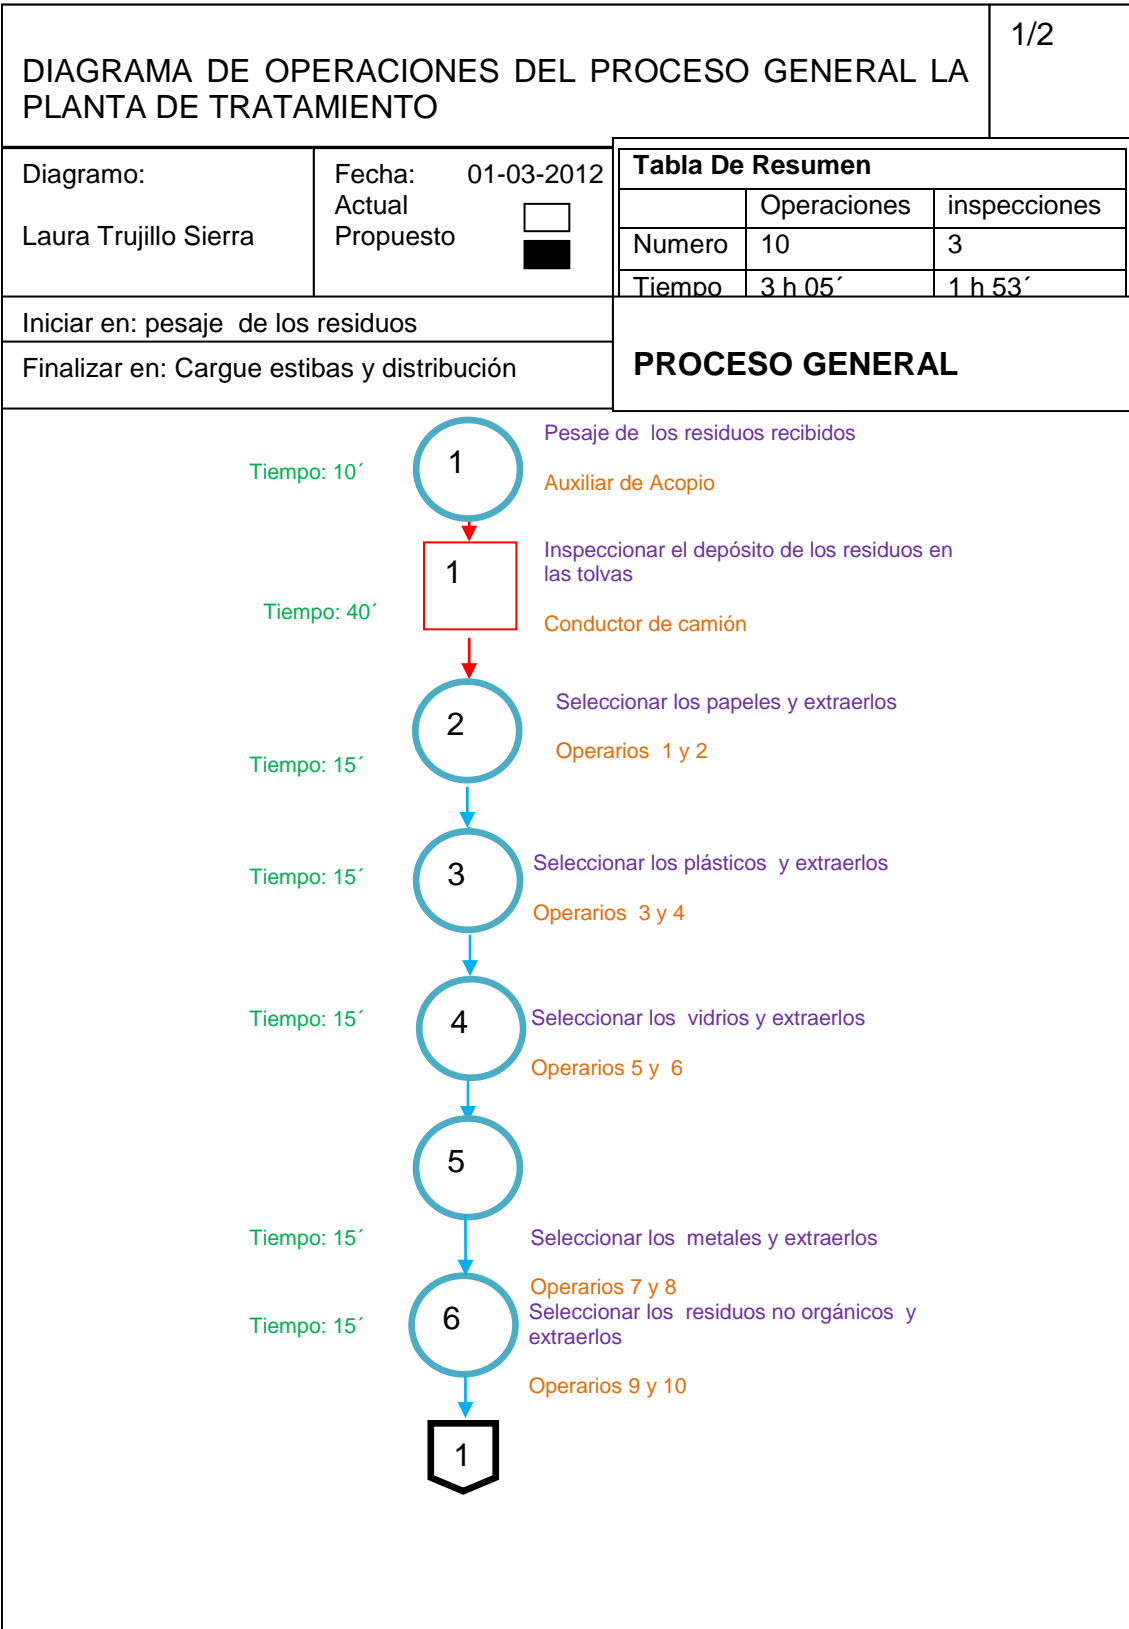 DIAGRAMA DE OPERACIONES DEL PROCESO GENERAL LA
PLANTA DE TRATAMIENTO
1/2
Diagramo:
Laura Trujillo Sierra
Fecha: 01-03-2012
Actual
Propuesto
Tabla De Resumen
Operaciones inspecciones
Numero 10 3
Tiempo 3 h 05´ 1 h 53´
Iniciar en: pesaje de los residuos
Finalizar en: Cargue estibas y distribución
PROCESO GENERAL
Pesaje de los residuos recibidos
1
Tiempo: 10´
Auxiliar de Acopio
Inspeccionar el depósito de los residuos en
las tolvas
1
Tiempo: 40´
Conductor de camión
Seleccionar los papeles y extraerlos
2
Operarios 1 y 2
Tiempo: 15´
Seleccionar los plásticos y extraerlos
3
Tiempo: 15´
Operarios 3 y 4
Seleccionar los vidrios y extraerlos
4
Tiempo: 15´
Operarios 5 y 6
5
Tiempo: 15´
Seleccionar los metales y extraerlos
Operarios 7 y 8
Seleccionar los residuos no orgánicos y
extraerlos
6
Tiempo: 15´
Operarios 9 y 10
1